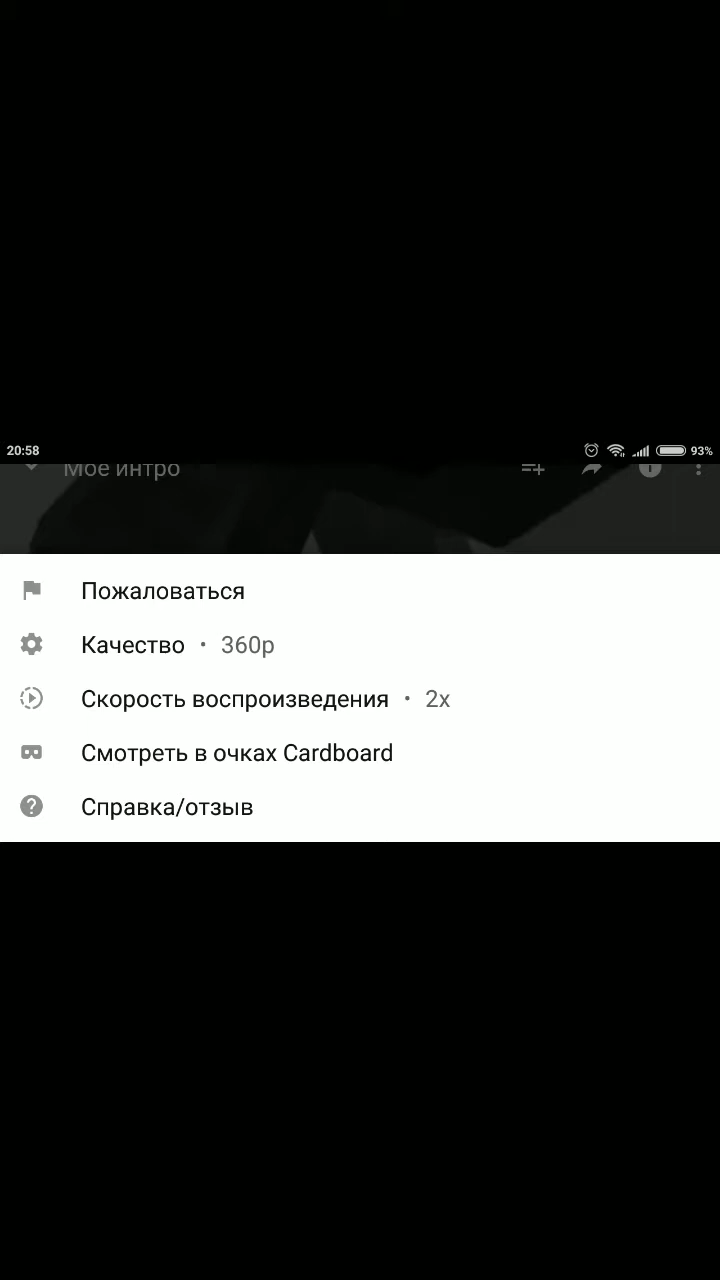 20:58
93%
Мое интро
Пожаловаться
Качество • 360p
Скорость воспроизведения • 2x
Смотреть в очках Cardboard
Справка/отзыв